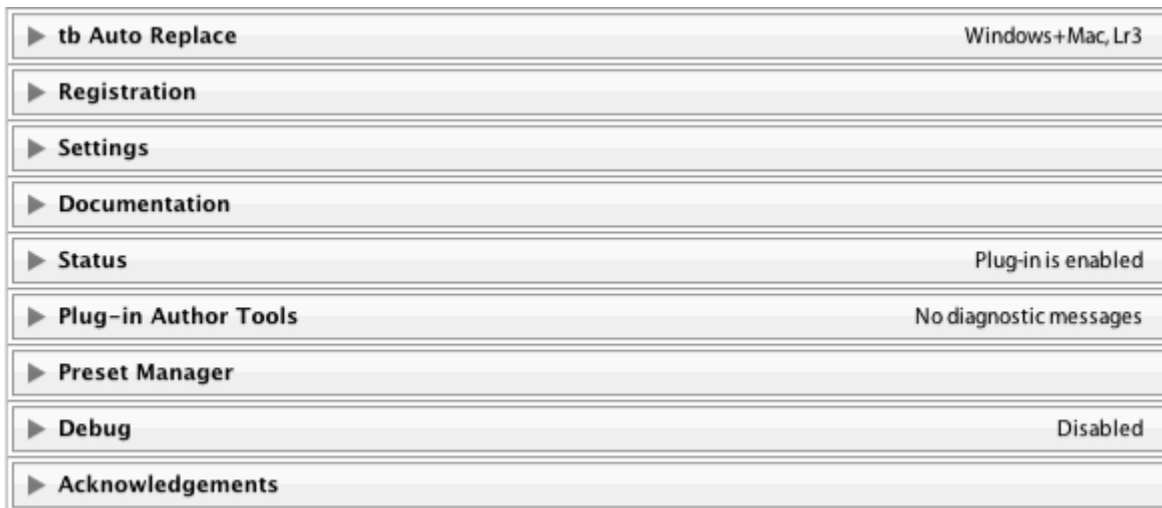 tb Auto Replace Windows+Mac, Lr3
Registration
Settings
Documentation
Status Plug-in is enabled
Plug-in Author Tools No diagnostic messages
Preset Manager
Debug Disabled
Acknowledgements